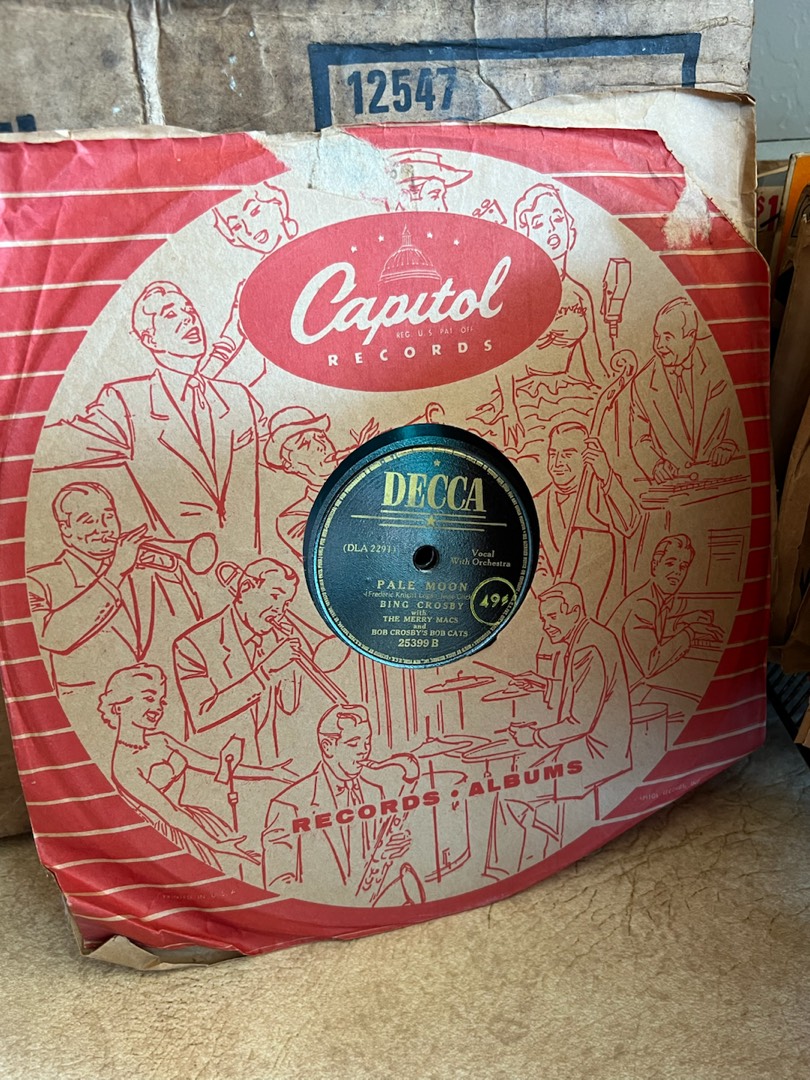 12547
Capitol
REG. U.S. PAT. OFF.
RECORDS
DECCA
(DLA 2291)
Vocal
With Orchestra
PALE MOON
49¢
BING CROSBY
with
THE MERRY MACS
and
BOB CROSBY'S BOB CATS
25399 B
RECORDS • ALBUMS
$1